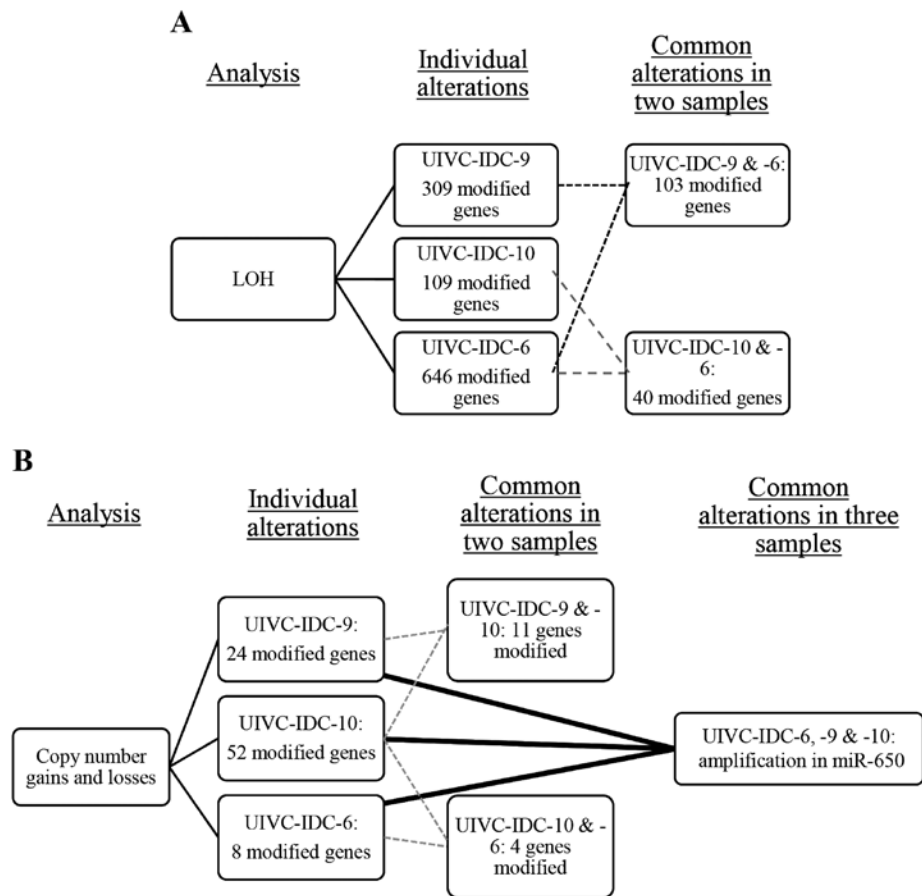 A
Analysis
Individual
alterations
Common
alterations in
two samples
LOH
UIVC-IDC-9
309 modified
genes
UIVC-IDC-10
109 modified
genes
UIVC-IDC-6
646 modified
genes
UIVC-IDC-9 & -6:
103 modified
genes
UIVC-IDC-10 & -
6:
40 modified genes
B
Analysis
Individual
alterations
Common
alterations in
two samples
Common
alterations in three
samples
Copy number
gains and losses
UIVC-IDC-9:
24 modified genes
UIVC-IDC-10:
52 modified genes
UIVC-IDC-6:
8 modified genes
UIVC-IDC-9 & -
10: 11 genes
modified
UIVC-IDC-10 & -
6: 4 genes
modified
UIVC-IDC-6, -9 & -10:
amplification in miR-650